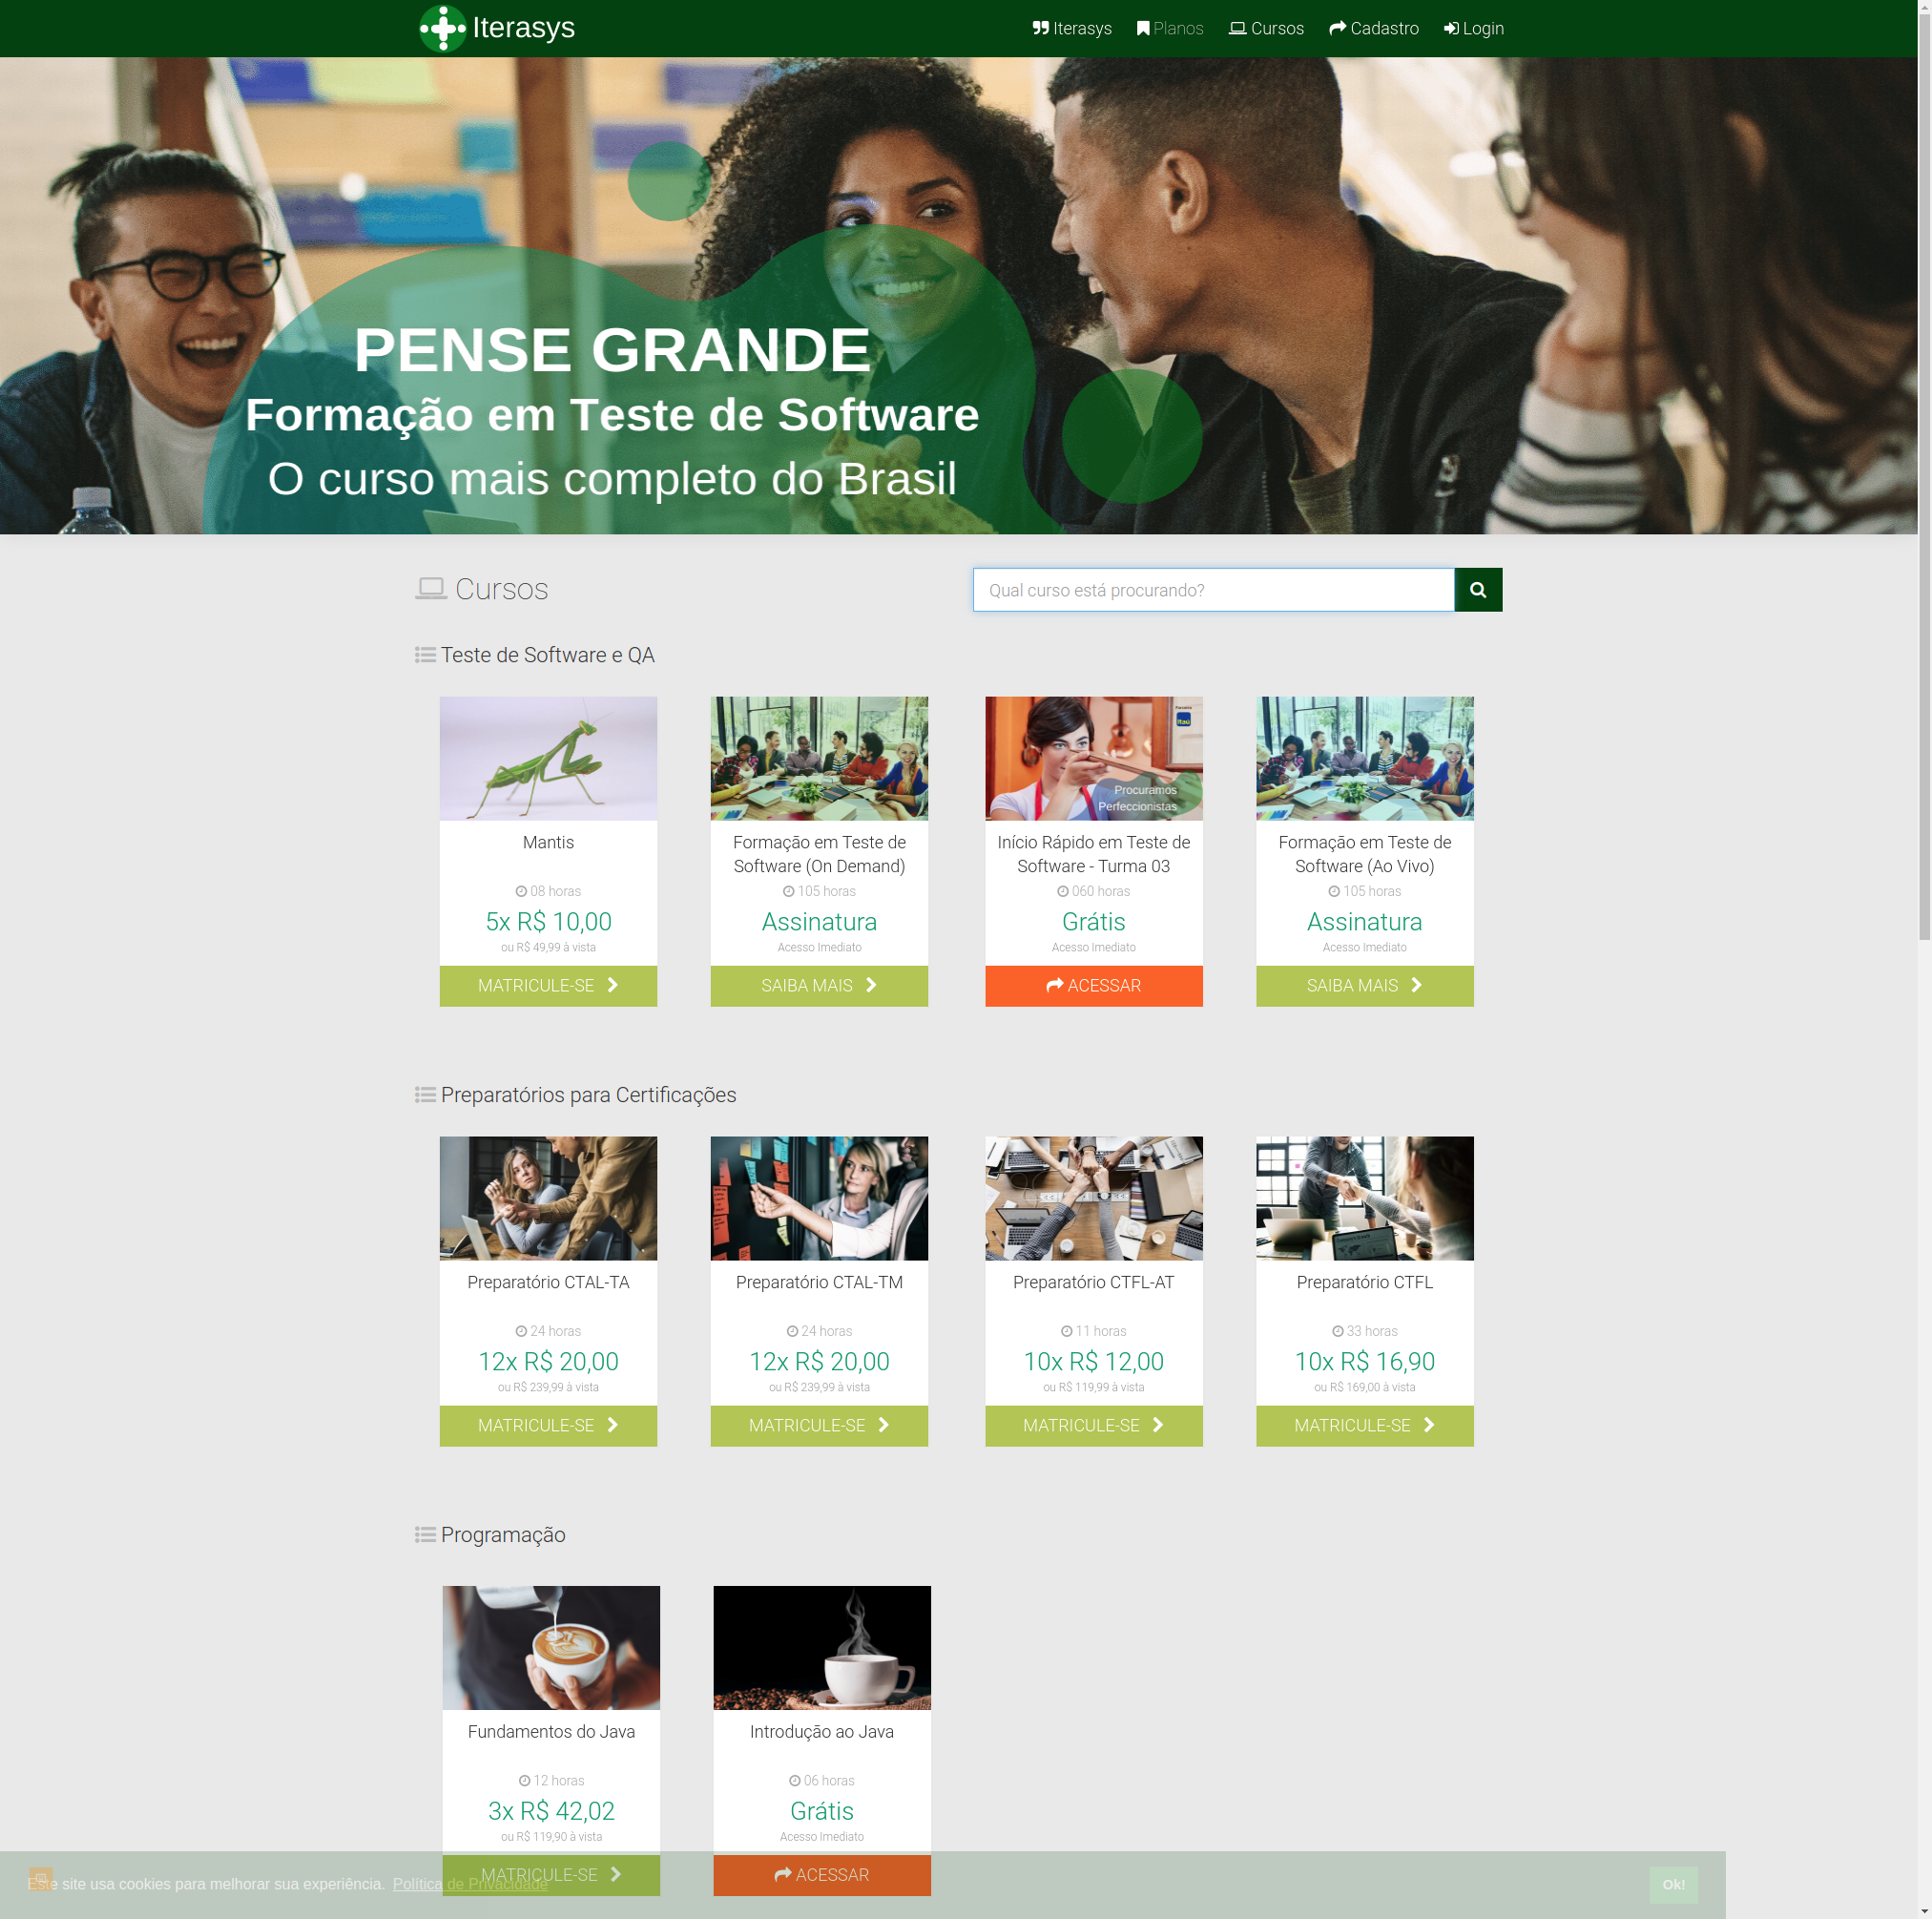 Iterasys
Iterasys Planos Cursos Cadastro Login
PENSE GRANDE
Formação em Teste de Software
O curso mais completo do Brasil
Cursos
Qual curso está procurando?
Teste de Software e QA
Mantis
08 horas
5x R$ 10,00
ou R$ 49,99 à vista
MATRICULE-SE
Formação em Teste de
Software (On Demand)
105 horas
Assinatura
Acesso Imediato
SAIBA MAIS
Parceiro
Itaú
Procuramos
Perfeccionistas
Início Rápido em Teste de
Software - Turma 03
060 horas
Grátis
Acesso Imediato
ACESSAR
Formação em Teste de
Software (Ao Vivo)
105 horas
Assinatura
Acesso Imediato
SAIBA MAIS
Preparatórios para Certificações
Preparatório CTAL-TA
24 horas
12x R$ 20,00
ou R$ 239,99 à vista
MATRICULE-SE
Preparatório CTAL-TM
24 horas
12x R$ 20,00
ou R$ 239,99 à vista
MATRICULE-SE
Preparatório CTFL-AT
11 horas
10x R$ 12,00
ou R$ 119,99 à vista
MATRICULE-SE
Preparatório CTFL
33 horas
10x R$ 16,90
ou R$ 169,00 à vista
MATRICULE-SE
Programação
Fundamentos do Java
12 horas
3x R$ 42,02
ou R$ 119,90 à vista
MATRICULE-SE
Introdução ao Java
06 horas
Grátis
Acesso Imediato
ACESSAR
Este site usa cookies para melhorar sua experiência. Política de Privacidade
Ok!